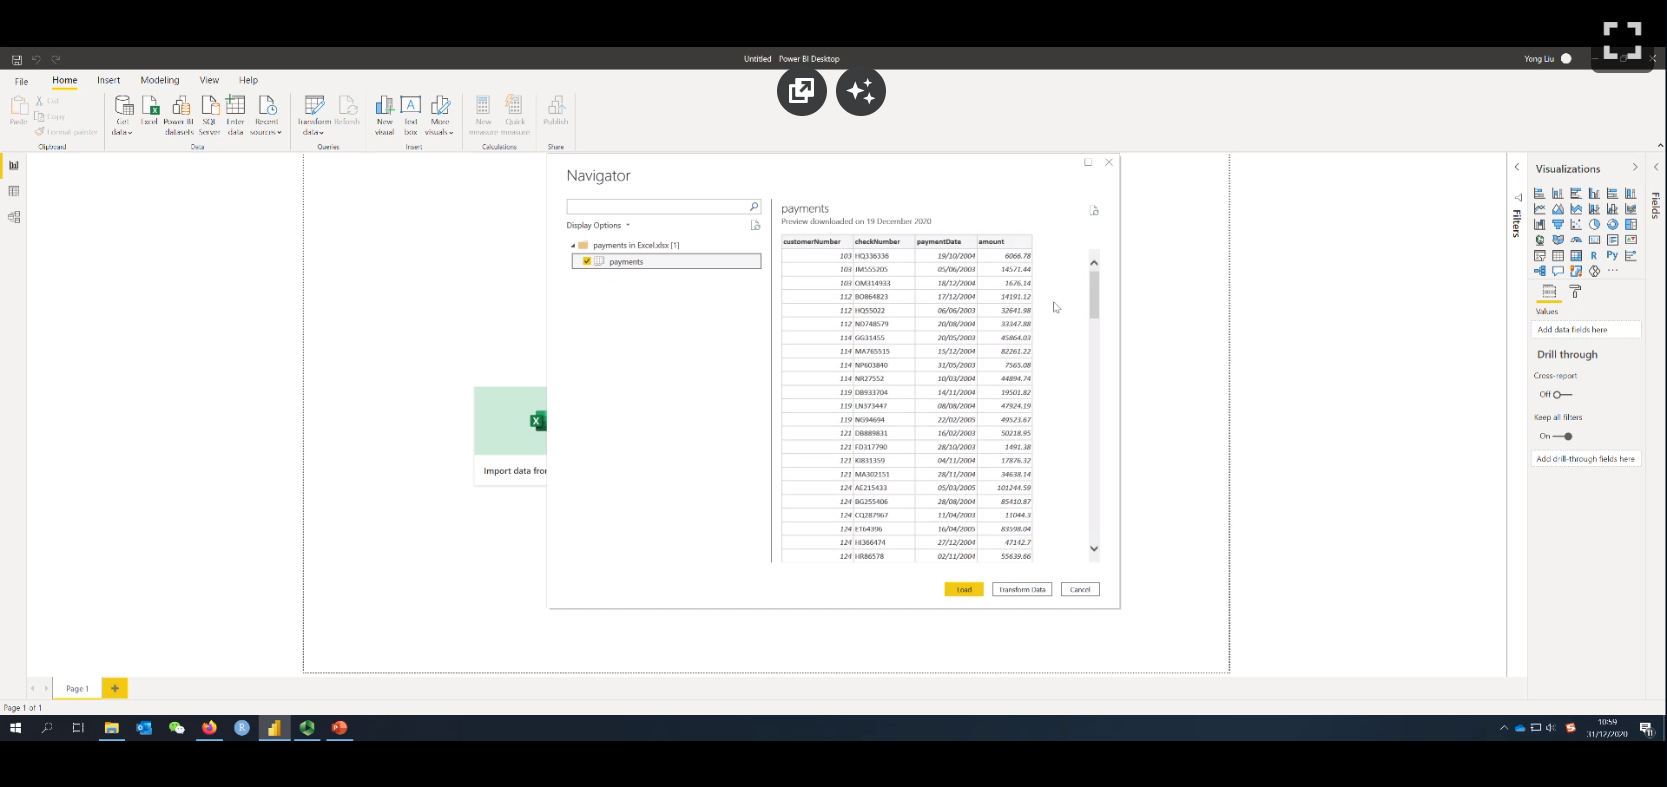 Untitled Power BI Desktop
Yong Liu
File Home Insert Modeling View Help
Paste
Cut
Copy
Format painter
Clipboard
Get data
Excel
Power BI datasets
SQL Server
Enter data
Recent sources
Data
Transform data
Refresh
Queries
New visual
Text box
More visuals
Insert
New measure
Quick measure
Calculations
Publish
Share
Navigator
Display Options
payments in Excel.xlsx [1]
payments
payments
Preview downloaded on 19 December 2020
customerNumber checkNumber paymentDate amount
103 HQ336336 19/10/2004 6066.78
103 JM555205 05/06/2003 14571.44
103 OM314933 18/12/2004 1676.14
112 BO864823 17/12/2004 14191.12
112 HQ55022 06/06/2003 32641.98
112 ND748579 20/08/2004 33347.88
114 GG31455 20/05/2003 45864.03
114 MA765515 15/12/2004 82261.22
114 NP603840 31/05/2003 7565.08
114 NR27552 10/03/2004 44894.74
119 DB933704 14/11/2004 19501.82
119 LN373447 08/08/2004 47924.19
119 NG94694 22/02/2005 49523.67
121 DB889831 16/02/2003 50218.95
121 FD317790 28/10/2003 1491.38
121 KI831359 04/11/2004 17876.32
121 MA302151 28/11/2004 34638.14
124 AE215433 05/03/2005 101244.59
124 BG255406 28/08/2004 85410.87
124 CQ287967 11/04/2003 11044.3
124 ET64396 16/04/2005 83598.04
124 HI366474 27/12/2004 47142.7
124 HR86578 02/11/2004 55639.66
Load Transform Data Cancel
Import data fro
Filters
Visualizations
Fields
R Py
Values
Add data fields here
Drill through
Cross-report
Off
Keep all filters
On
Add drill-through fields here
Page 1
Page 1 of 1
10:59
31/12/2020